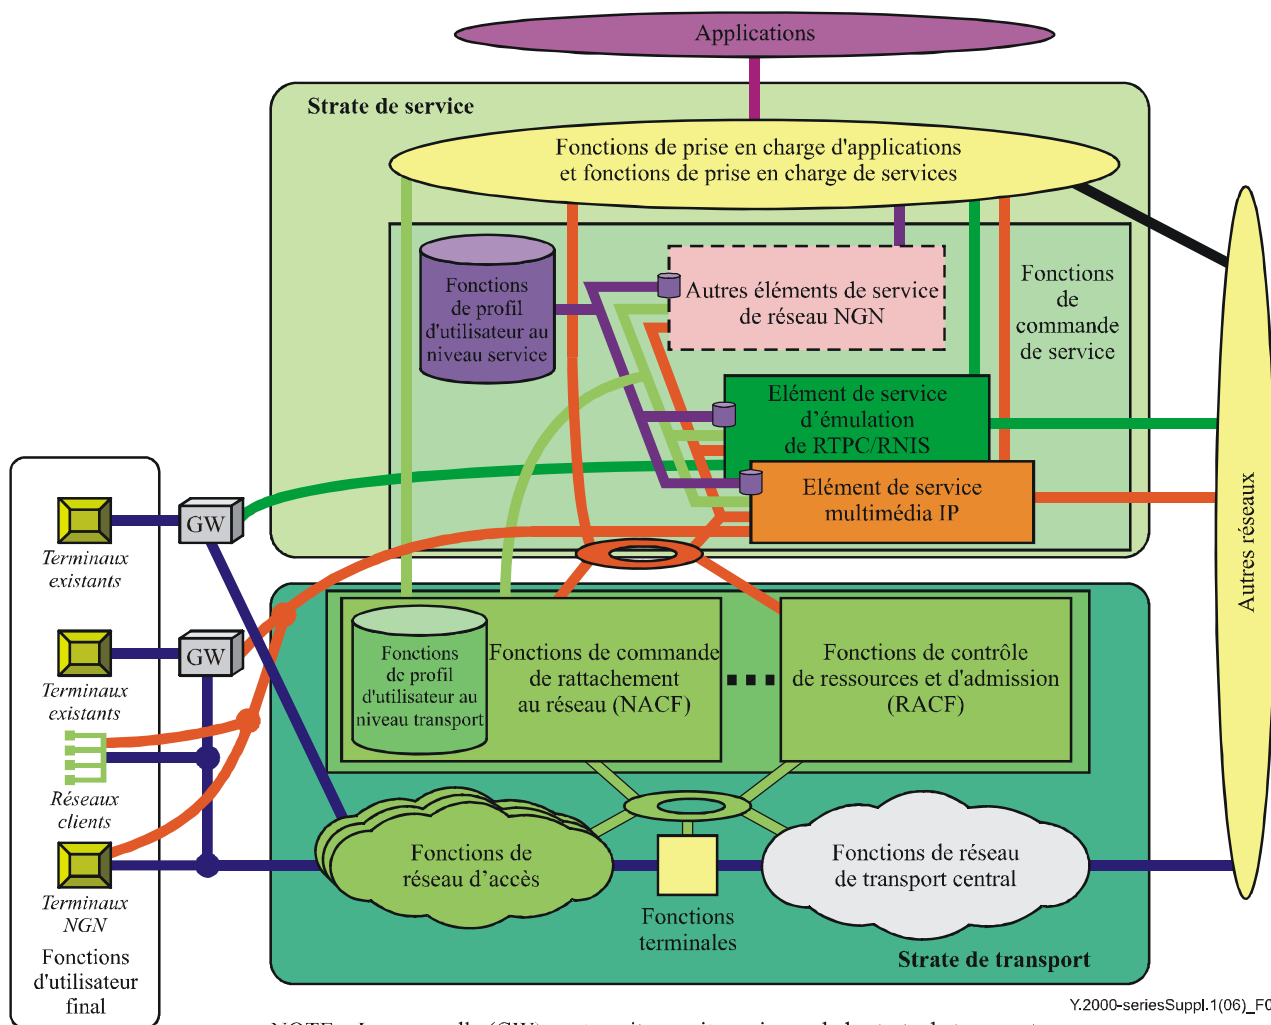 Applications
Strate de service
Fonctions de prise en charge d'applications
et fonctions de prise en charge de services
Fonctions
de profil
d'utilisateur au
niveau service
Autres éléments de service
de réseau NGN
Fonctions
de
commande
de service
Elément de service
d'émulation
de RTPC/RNIS
Elément de service
multimédia IP
Autres réseaux
GW
Terminaux
existants
GW
Terminaux
existants
Réseaux
clients
Terminaux
NGN
Fonctions
d'utilisateur
final
Fonctions
de profil
d'utilisateur au
niveau transport
Fonctions de commande
de rattachement
au réseau (NACF)
Fonctions de contrôle
de ressources et d'admission
(RACF)
Fonctions de
réseau d'accès
Fonctions
terminales
Fonctions de réseau
de transport central
Strate de transport
Y.2000-seriesSuppl.1(06)_F0